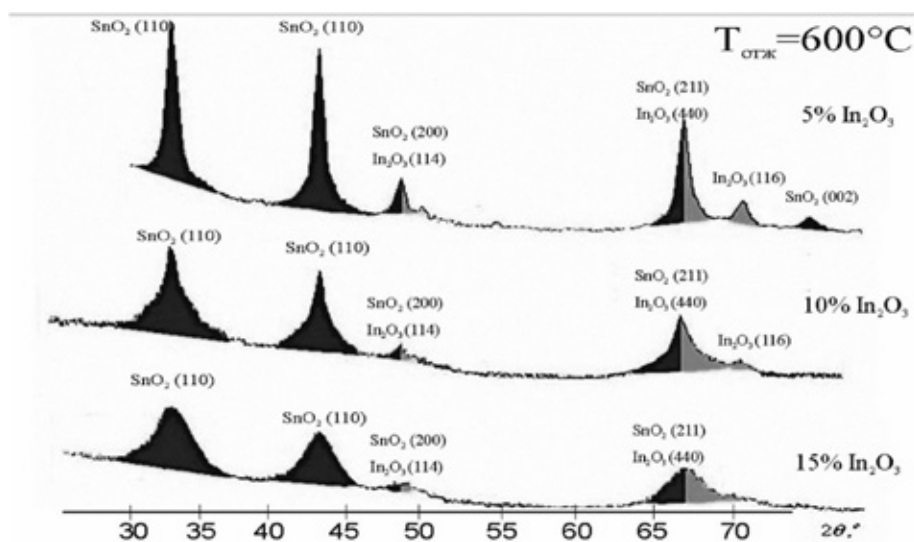 SnO₂ (110)
SnO₂ (110)
Tотж=600°C
SnO₂ (200)
In₂O₃ (114)
SnO₂ (211)
In₂O₃ (440)
5% In₂O₃
In₂O₃ (116)
SnO₂ (002)
SnO₂ (110)
SnO₂ (110)
SnO₂ (200)
In₂O₃ (114)
SnO₂ (211)
In₂O₃ (440)
10% In₂O₃
In₂O₃ (116)
SnO₂ (110)
SnO₂ (110)
SnO₂ (200)
In₂O₃ (114)
SnO₂ (211)
In₂O₃ (440)
15% In₂O₃
30 35 40 45 50 60 65 70 2θ,°